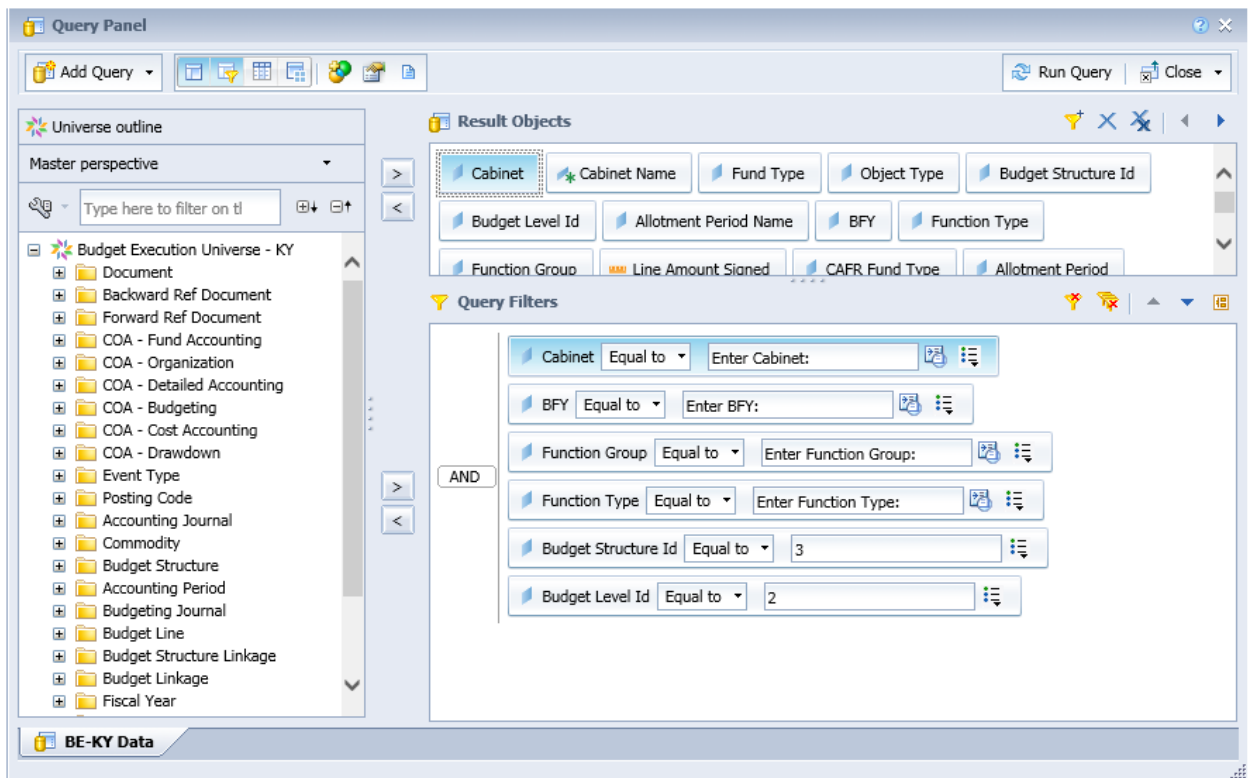 Query Panel
Add Query
Run Query
Close
Universe outline
Master perspective
Type here to filter on tl
Budget Execution Universe - KY
Document
Backward Ref Document
Forward Ref Document
COA - Fund Accounting
COA - Organization
COA - Detailed Accounting
COA - Budgeting
COA - Cost Accounting
COA - Drawdown
Event Type
Posting Code
Accounting Journal
Commodity
Budget Structure
Accounting Period
Budgeting Journal
Budget Line
Budget Structure Linkage
Budget Linkage
Fiscal Year
>
<
>
<
Result Objects
Cabinet Cabinet Name Fund Type Object Type Budget Structure Id
Budget Level Id Allotment Period Name BFY Function Type
Function Group Line Amount Signed CAFR Fund Type Allotment Period
Query Filters
AND
Cabinet Equal to Enter Cabinet:
BFY Equal to Enter BFY:
Function Group Equal to Enter Function Group:
Function Type Equal to Enter Function Type:
Budget Structure Id Equal to 3
Budget Level Id Equal to 2
BE-KY Data